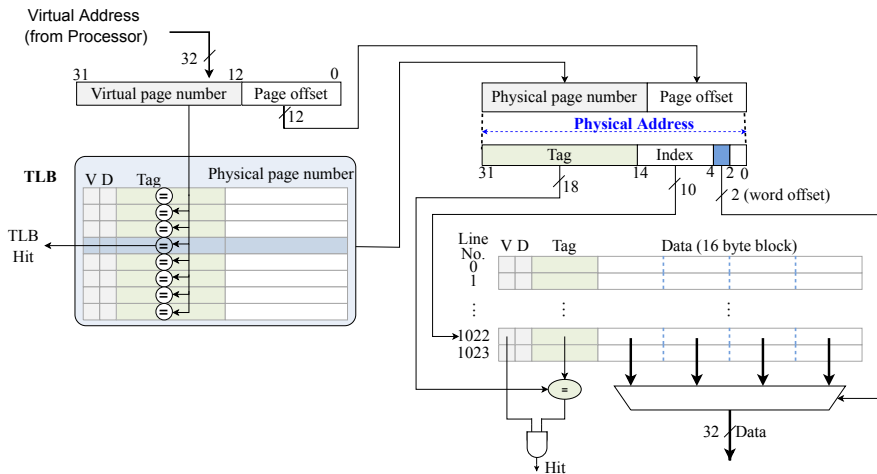 Virtual Address
(from Processor)
32
31 12 0
Virtual page number Page offset
12
TLB
V D Tag Physical page number
=
=
=
=
=
=
=
=
TLB
Hit
Physical page number Page offset
Physical Address
Tag Index
31 14 4 2 0
18 10 2 (word offset)
Line
No.
V D Tag Data (16 byte block)
0
1
... ... ...
1022
1023
=
Hit
32 Data